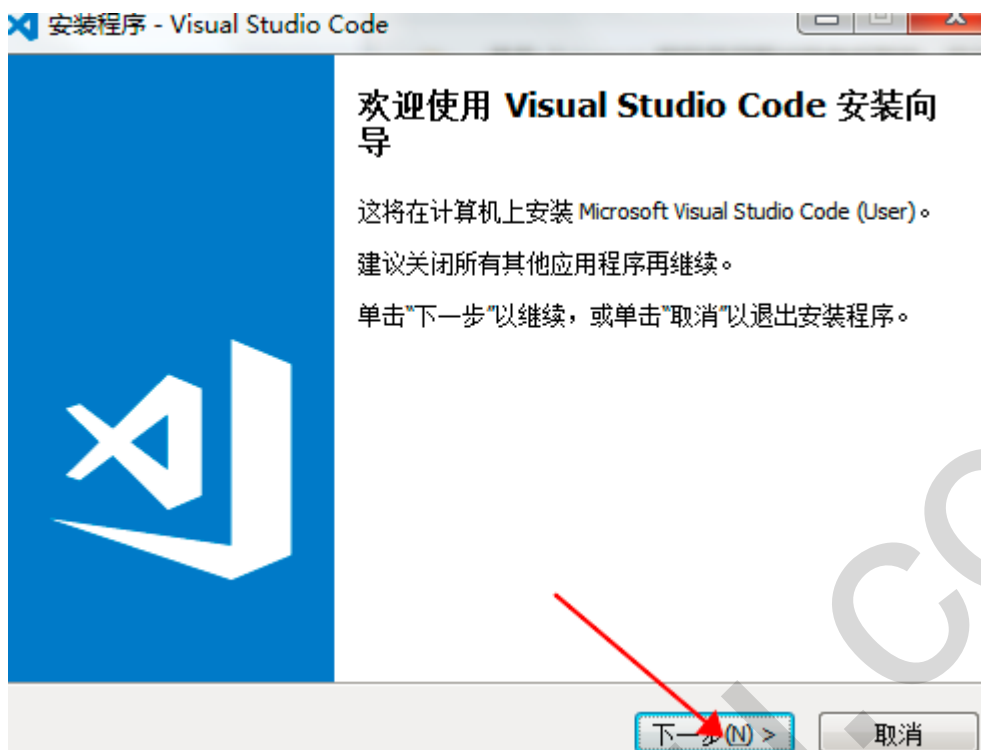 安装程序 - Visual Studio Code
欢迎使用 Visual Studio Code 安装向
导
这将在计算机上安装 Microsoft Visual Studio Code (User)。
建议关闭所有其他应用程序再继续。
单击“下一步”以继续，或单击“取消”以退出安装程序。
下一步(N) >
取消